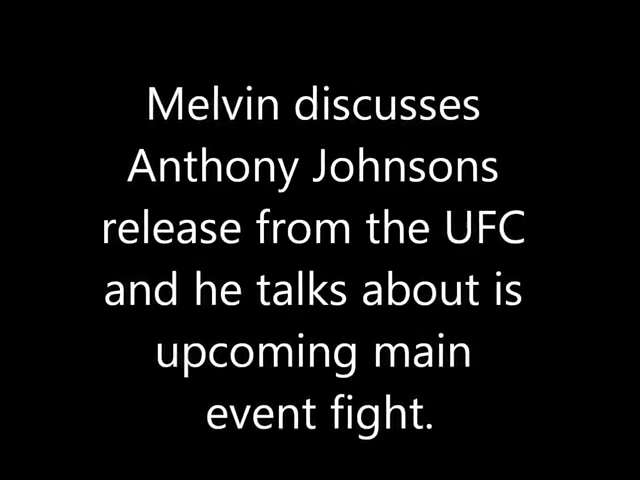 Melvin discusses
Anthony Johnsons
release from the UFC
and he talks about is
upcoming main
event fight.